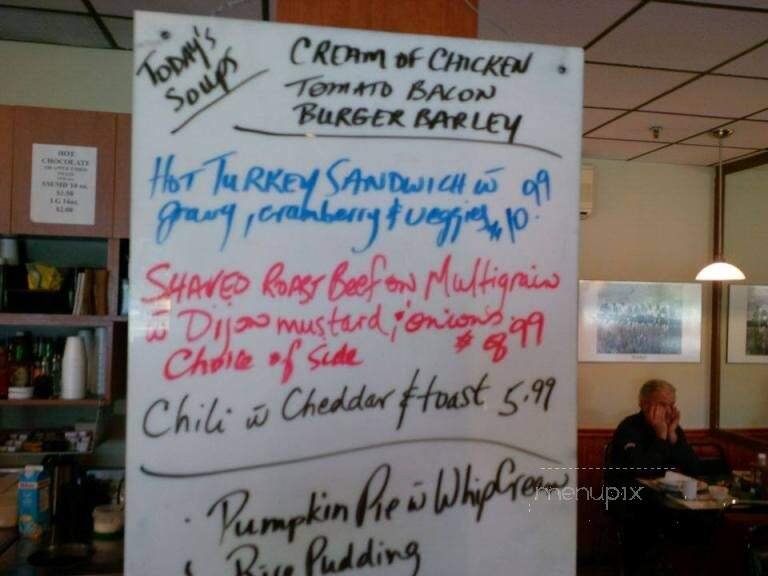 TODAY'S SOUPS
CREAM OF CHICKEN
TOMATO BACON
BURGER BARLEY
HOT TURKEY SANDWICH w̄
gravy, cramberry & veggies $10.99
SHAVED ROAST Beef on Multigrain
w̄ Dijon mustard, & onions.
Choice of Side $8.99
Chili w̄ Cheddar & toast 5.99
· Pumpkin Pie w̄ Whip Cream
Rice Pudding
HOT
CHOCOLATE
menupix